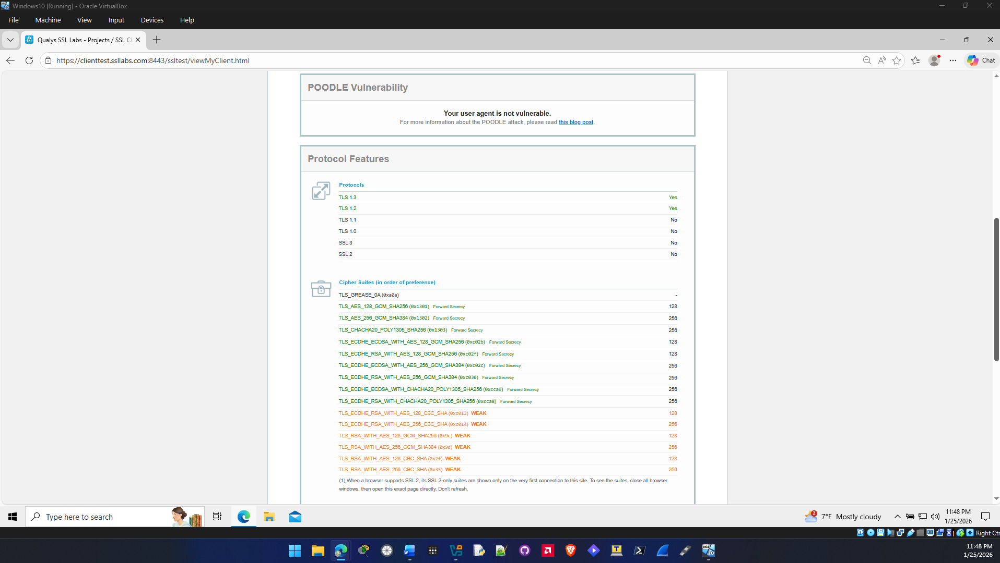 Windows10 [Running] - Oracle VirtualBox
File Machine View Input Devices Help
Qualys SSL Labs - Projects / SSL Cl
https://clienttest.ssllabs.com:8443/ssltest/viewMyClient.html
Chat
POODLE Vulnerability
Your user agent is not vulnerable.
For more information about the POODLE attack, please read this blog post.
Protocol Features
Protocols
TLS 1.3 Yes
TLS 1.2 Yes
TLS 1.1 No
TLS 1.0 No
SSL 3 No
SSL 2 No
Cipher Suites (in order of preference)
TLS_GREASE_0A (0xa0a) -
TLS_AES_128_GCM_SHA256 (0x1301) Forward Secrecy 128
TLS_AES_256_GCM_SHA384 (0x1302) Forward Secrecy 256
TLS_CHACHA20_POLY1305_SHA256 (0x1303) Forward Secrecy 256
TLS_ECDHE_ECDSA_WITH_AES_128_GCM_SHA256 (0xc02b) Forward Secrecy 128
TLS_ECDHE_RSA_WITH_AES_128_GCM_SHA256 (0xc02f) Forward Secrecy 128
TLS_ECDHE_ECDSA_WITH_AES_256_GCM_SHA384 (0xc02c) Forward Secrecy 256
TLS_ECDHE_RSA_WITH_AES_256_GCM_SHA384 (0xc030) Forward Secrecy 256
TLS_ECDHE_ECDSA_WITH_CHACHA20_POLY1305_SHA256 (0xcca9) Forward Secrecy 256
TLS_ECDHE_RSA_WITH_CHACHA20_POLY1305_SHA256 (0xcca8) Forward Secrecy 256
TLS_ECDHE_RSA_WITH_AES_128_CBC_SHA (0xc013) WEAK 128
TLS_ECDHE_RSA_WITH_AES_256_CBC_SHA (0xc014) WEAK 256
TLS_RSA_WITH_AES_128_GCM_SHA256 (0x9c) WEAK 128
TLS_RSA_WITH_AES_256_GCM_SHA384 (0x9d) WEAK 256
TLS_RSA_WITH_AES_128_CBC_SHA (0x2f) WEAK 128
TLS_RSA_WITH_AES_256_CBC_SHA (0x35) WEAK 256
(1) When a browser supports SSL 2, its SSL 2-only suites are shown only on the very first connection to this site. To see the suites, close all browser
windows, then open this exact page directly. Don't refresh.
Type here to search
2
7°F Mostly cloudy
11:48 PM
1/25/2026
Right Ctr
11:48 PM
1/25/2026